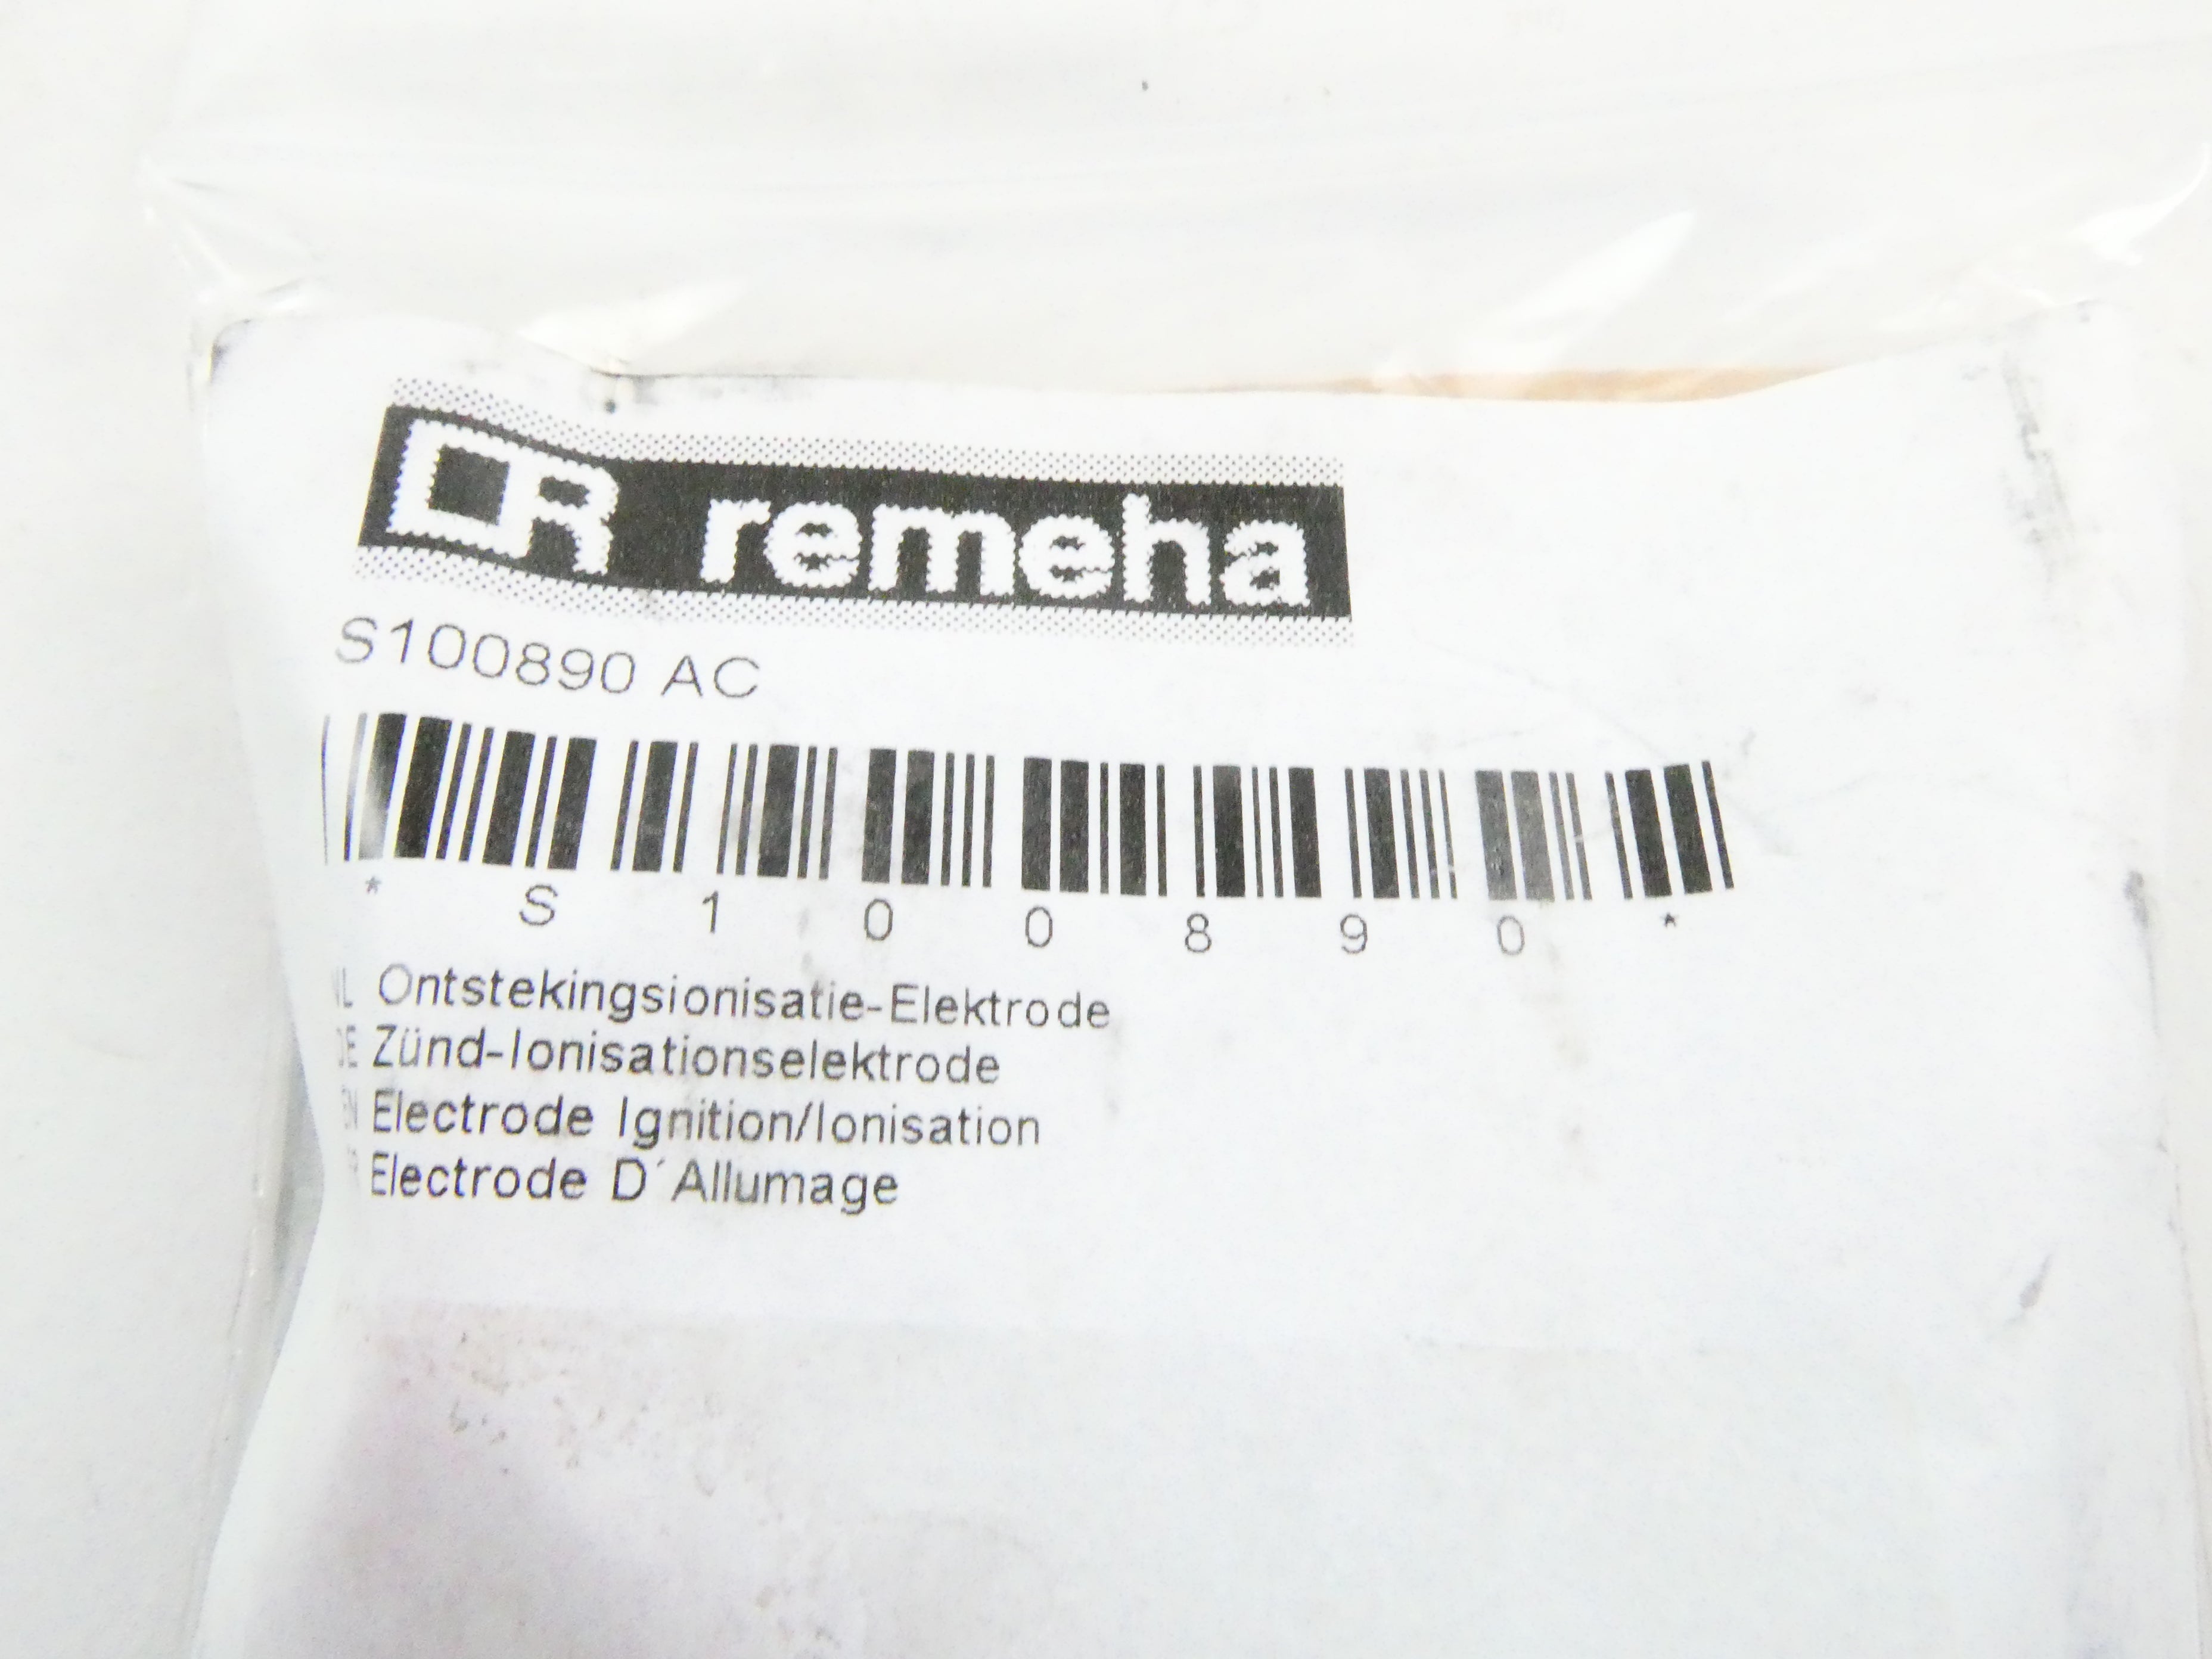 R remeha
S100890 AC
* S 1 0 0 8 9 0 *
NL Ontstekingsionisatie-Elektrode
DE Zünd-Ionisationselektrode
EN Electrode Ignition/Ionisation
FR Electrode D´Allumage